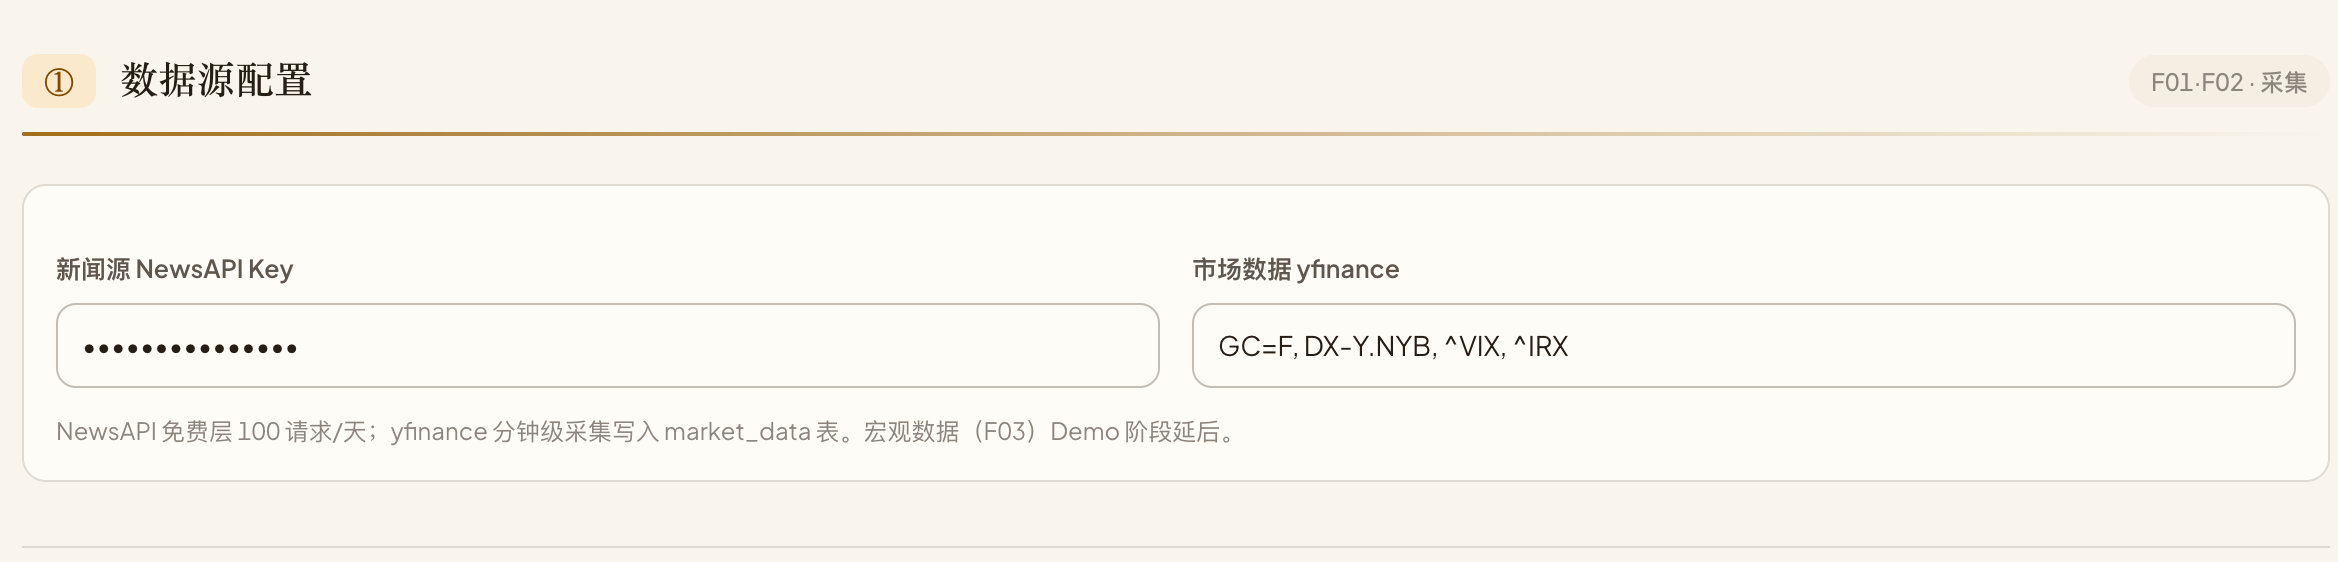 ① 数据源配置
F01·F02 · 采集
新闻源 NewsAPI Key
市场数据 yfinance
•••••••••••••••
GC=F, DX-Y.NYB, ^VIX, ^IRX
NewsAPI 免费层 100 请求/天；yfinance 分钟级采集写入 market_data 表。宏观数据（F03）Demo 阶段延后。